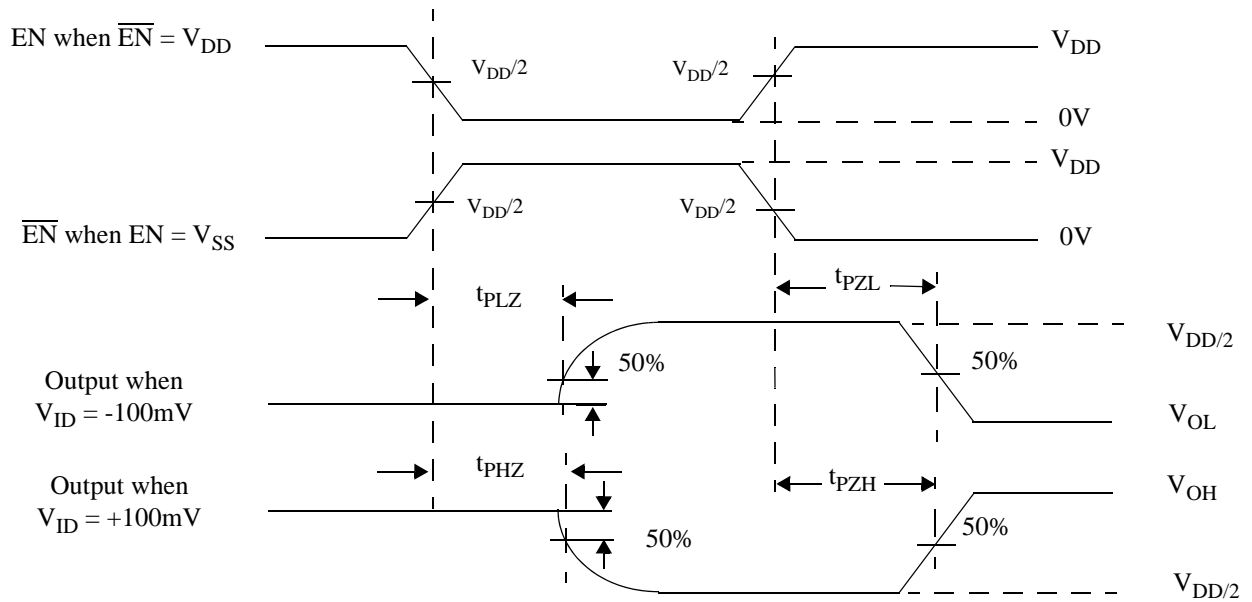 EN when E̅N̅ = VDD
VDD/2
VDD/2
VDD
0V
VDD
VDD/2
VDD/2
E̅N̅ when EN = VSS
0V
tPLZ
tPZL
VDD/2
50%
50%
Output when
VID = -100mV
VOL
tPHZ
tPZH
VOH
Output when
VID = +100mV
50%
50%
VDD/2